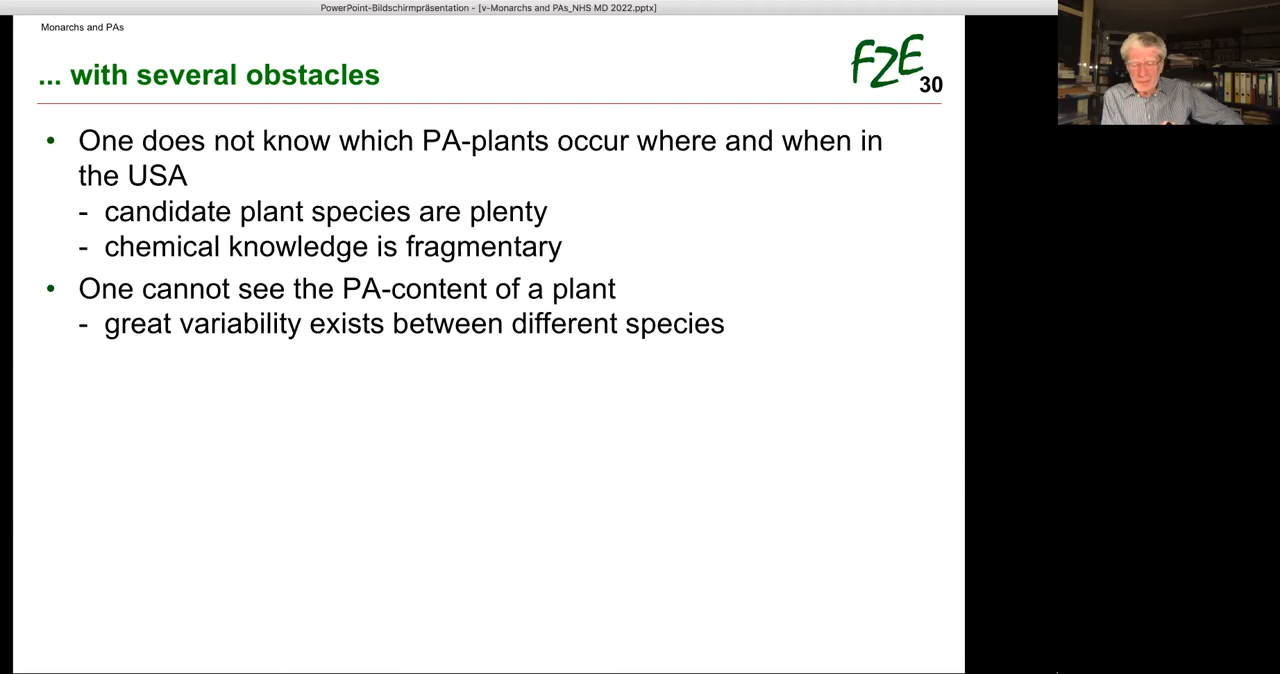 PowerPoint-Bildschirmpräsentation - [v-Monarchs and PAs_NHS MD 2022.pptx]
Monarchs and PAs
... with several obstacles
FZE
30
• One does not know which PA-plants occur where and when in
the USA
- candidate plant species are plenty
- chemical knowledge is fragmentary
• One cannot see the PA-content of a plant
- great variability exists between different species